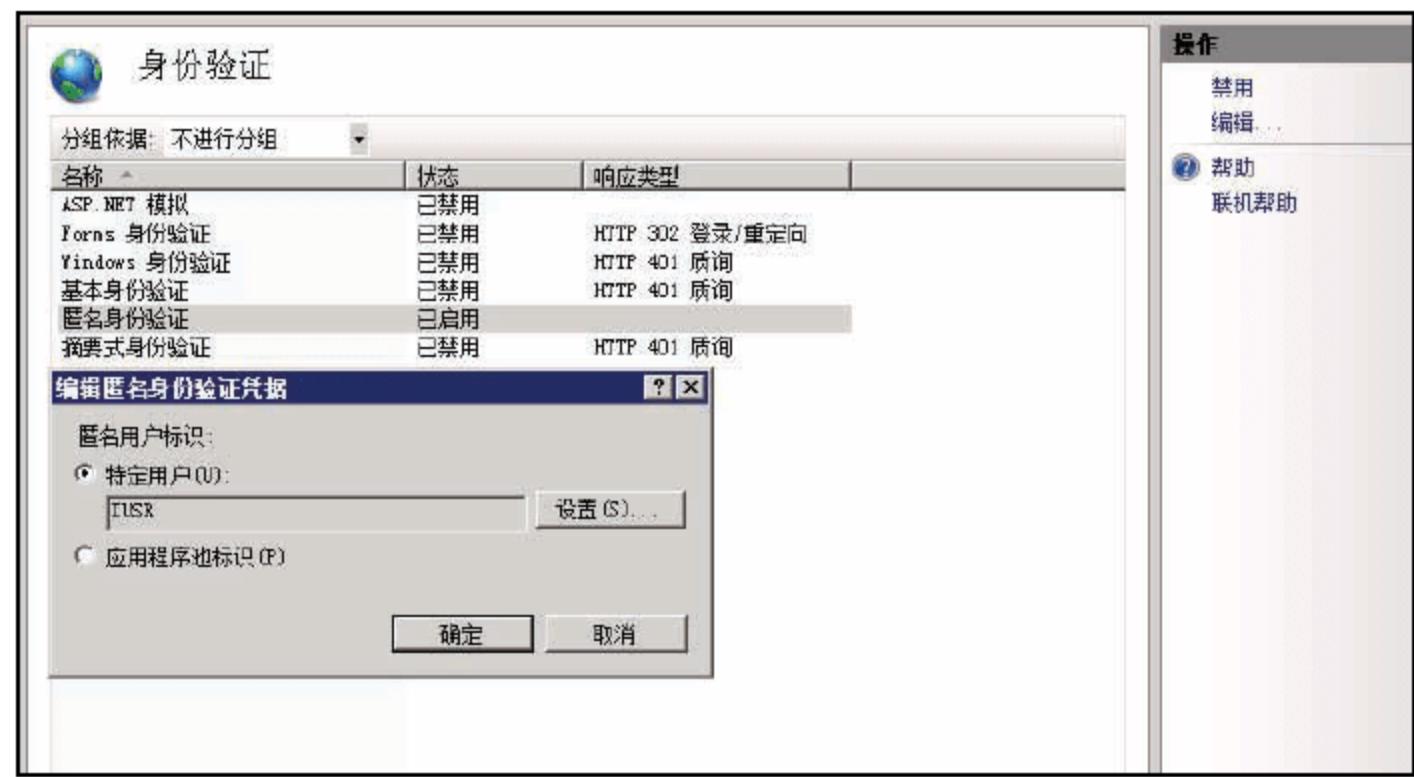 身份验证
分组依据: 不进行分组
名称 状态 响应类型
ASP.NET 模拟 已禁用
Forms 身份验证 已禁用 HTTP 302 登录/重定向
Windows 身份验证 已禁用 HTTP 401 质询
基本身份验证 已禁用 HTTP 401 质询
匿名身份验证 已启用
摘要式身份验证 已禁用 HTTP 401 质询
编辑匿名身份验证凭据
匿名用户标识:
特定用户(U):
IUSR 设置(S)...
应用程序池标识(P)
确定 取消
操作
禁用
编辑...
帮助
联机帮助